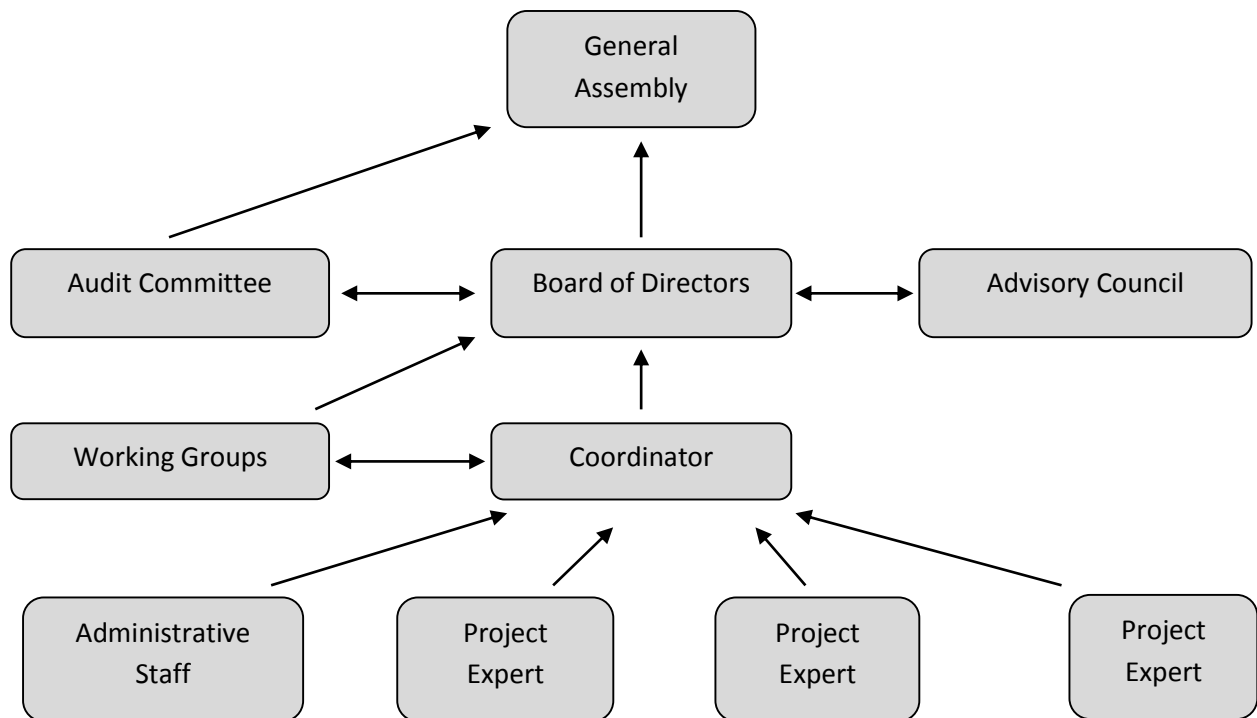 General
Assembly
Audit Committee
Board of Directors
Advisory Council
Working Groups
Coordinator
Administrative
Staff
Project
Expert
Project
Expert
Project
Expert